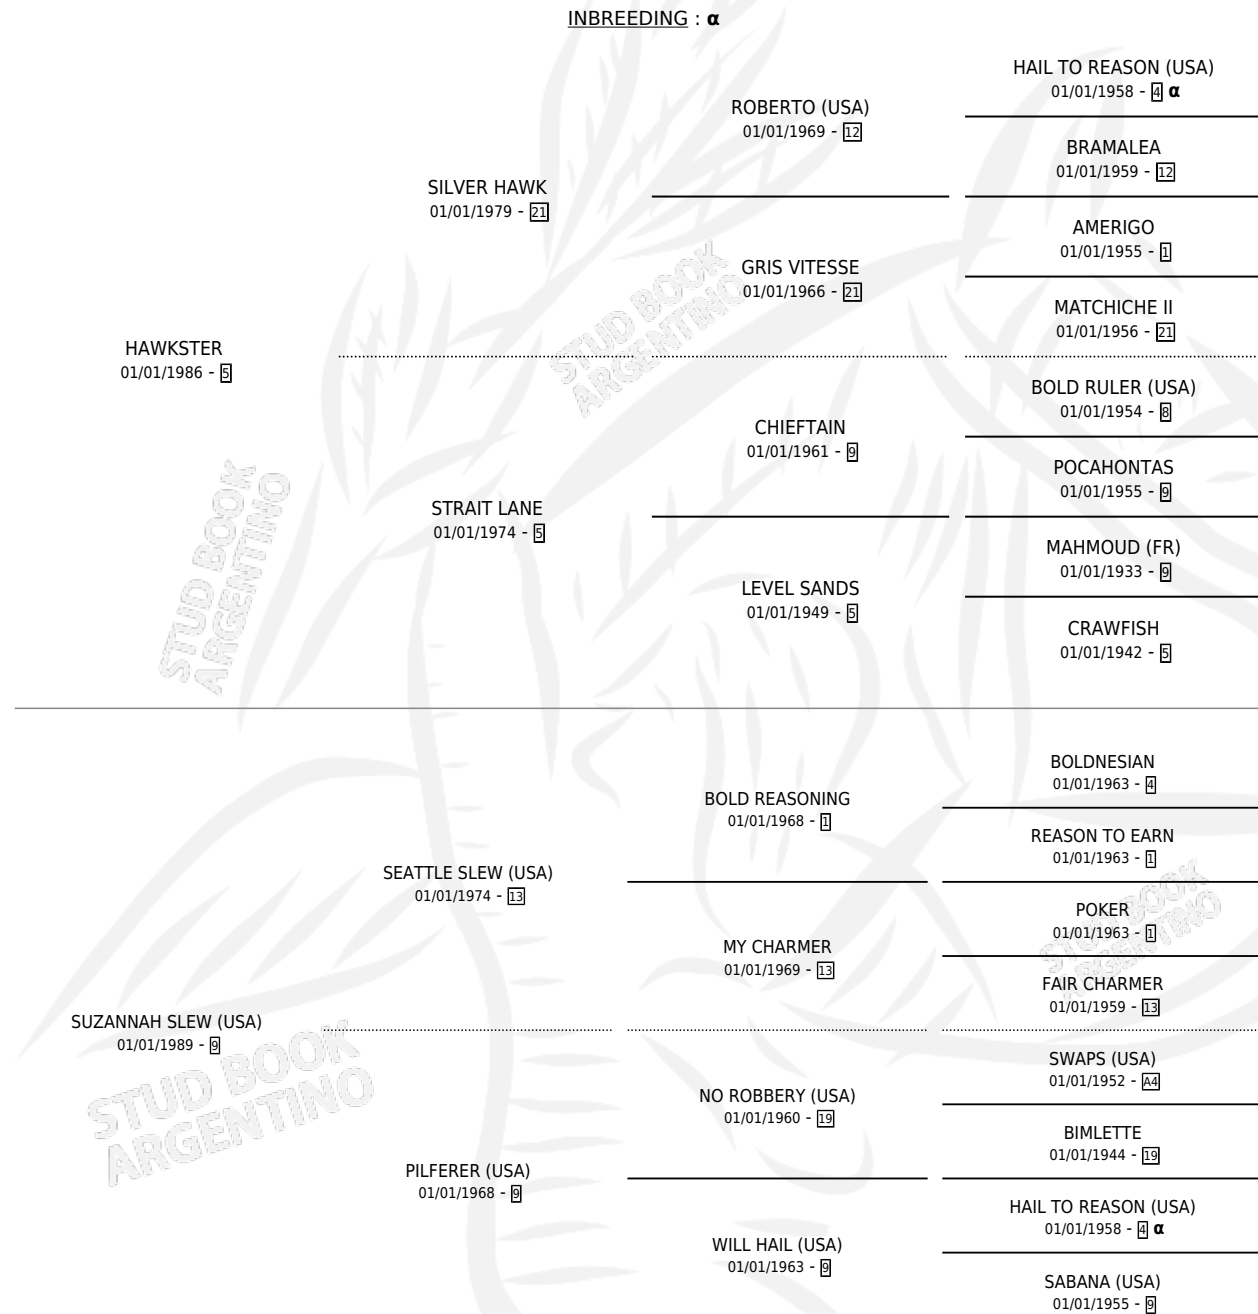 INBREEDING : α
HAIL TO REASON (USA)
01/01/1958 - 4 α
ROBERTO (USA)
01/01/1969 - 12
BRAMALEA
01/01/1959 - 12
SILVER HAWK
01/01/1979 - 21
AMERIGO
01/01/1955 - 1
GRIS VITESSE
01/01/1966 - 21
MATCHICHE II
01/01/1956 - 21
HAWKSTER
01/01/1986 - 5
BOLD RULER (USA)
01/01/1954 - 8
CHIEFTAIN
01/01/1961 - 9
POCAHONTAS
01/01/1955 - 9
STRAIT LANE
01/01/1974 - 5
MAHMOUD (FR)
01/01/1933 - 9
LEVEL SANDS
01/01/1949 - 5
CRAWFISH
01/01/1942 - 5
BOLDNESIAN
01/01/1963 - 4
BOLD REASONING
01/01/1968 - 1
REASON TO EARN
01/01/1963 - 1
SEATTLE SLEW (USA)
01/01/1974 - 13
POKER
01/01/1963 - 1
MY CHARMER
01/01/1969 - 13
FAIR CHARMER
01/01/1959 - 13
SUZANNAH SLEW (USA)
01/01/1989 - 9
SWAPS (USA)
01/01/1952 - A4
NO ROBBERY (USA)
01/01/1960 - 19
BIMLETTE
01/01/1944 - 19
PILFERER (USA)
01/01/1968 - 9
HAIL TO REASON (USA)
01/01/1958 - 4 α
WILL HAIL (USA)
01/01/1963 - 9
SABANA (USA)
01/01/1955 - 9
STUD BOOK
ARGENTINO
STUD BOOK
ARGENTINO
STUD BOOK
ARGENTINO
STUD BOOK
ARGENTINO